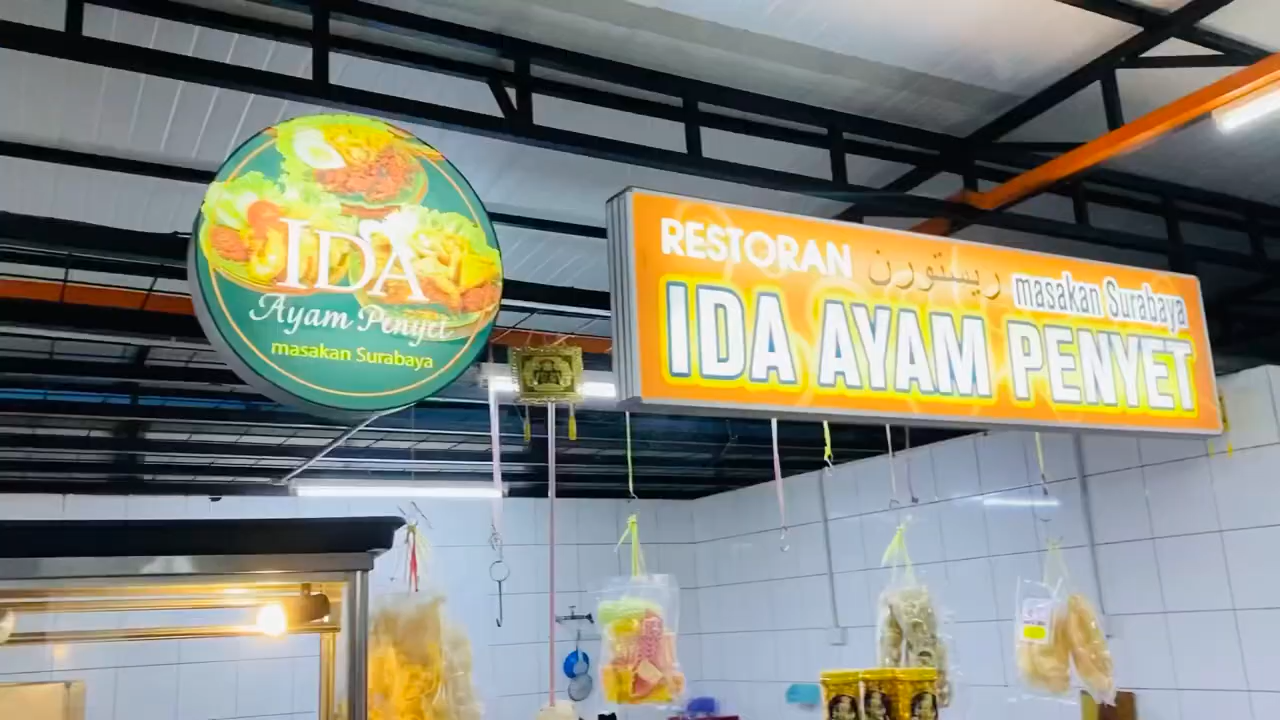 IDA
Ayam Penyet
masakan Surabaya
RESTORAN ريستورن masakan Surabaya
IDA AYAM PENYET